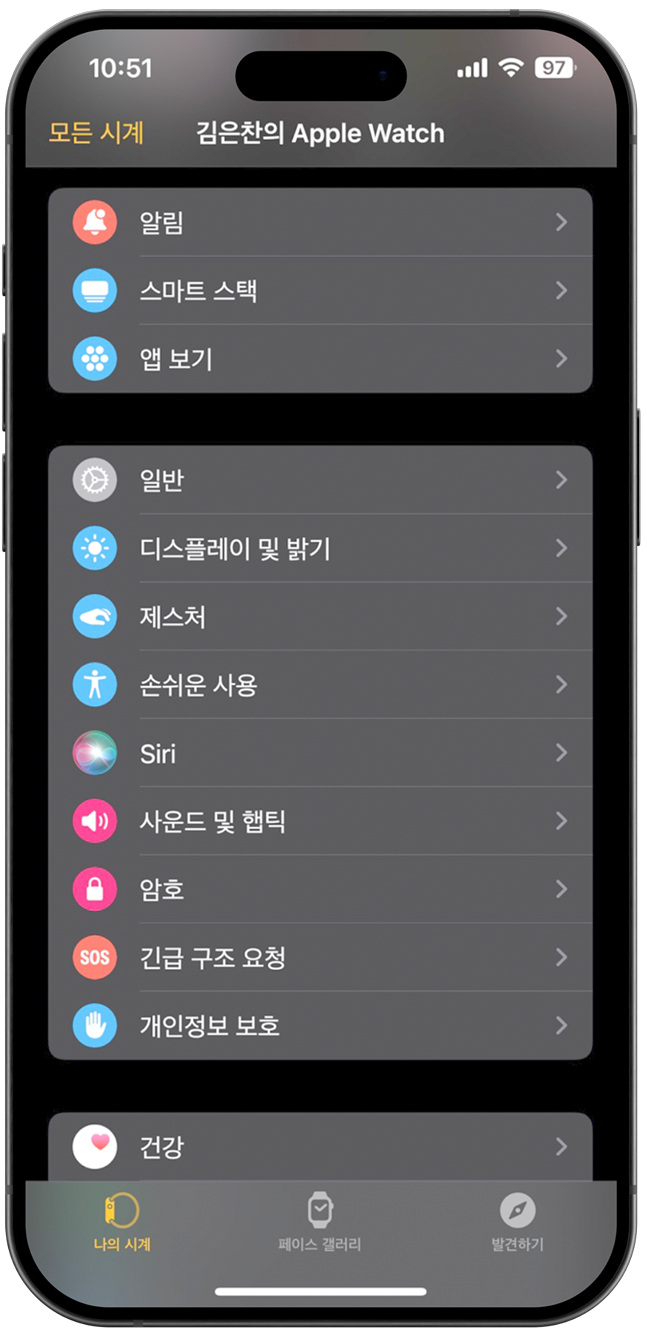 10:51
97
모든 시계 김은찬의 Apple Watch
알림
스마트 스택
앱 보기
일반
디스플레이 및 밝기
제스처
손쉬운 사용
Siri
사운드 및 햅틱
암호
SOS 긴급 구조 요청
개인정보 보호
건강
나의 시계 페이스 갤러리 발견하기